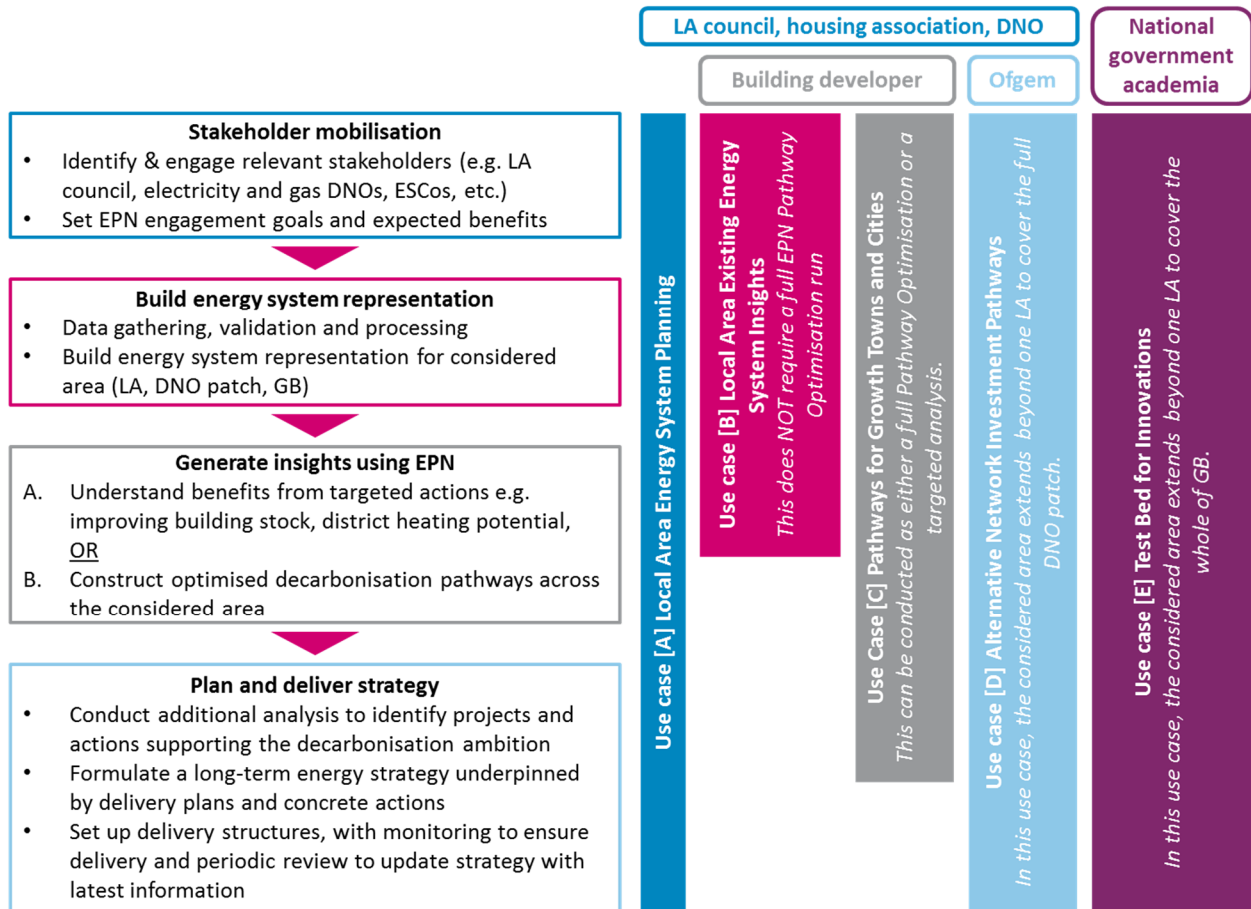 LA council, housing association, DNO
National
government
academia
Building developer
Ofgem
Stakeholder mobilisation
• Identify & engage relevant stakeholders (e.g. LA
council, electricity and gas DNOs, ESCos, etc.)
• Set EPN engagement goals and expected benefits
Build energy system representation
• Data gathering, validation and processing
• Build energy system representation for considered
area (LA, DNO patch, GB)
Generate insights using EPN
A. Understand benefits from targeted actions e.g.
improving building stock, district heating potential,
OR
B. Construct optimised decarbonisation pathways across
the considered area
Plan and deliver strategy
• Conduct additional analysis to identify projects and
actions supporting the decarbonisation ambition
• Formulate a long-term energy strategy underpinned
by delivery plans and concrete actions
• Set up delivery structures, with monitoring to ensure
delivery and periodic review to update strategy with
latest information
Use case [A] Local Area Energy System Planning
Use case [B] Local Area Existing Energy
System Insights
This does NOT require a full EPN Pathway
Optimisation run
Use Case [C] Pathways for Growth Towns and Cities
This can be conducted as either a full Pathway Optimisation or a
targeted analysis.
Use case [D] Alternative Network Investment Pathways
In this use case, the considered area extends  beyond one LA to cover the full
DNO patch.
Use case [E] Test Bed for Innovations
In this use case, the considered area extends  beyond one LA to cover the
whole of GB.